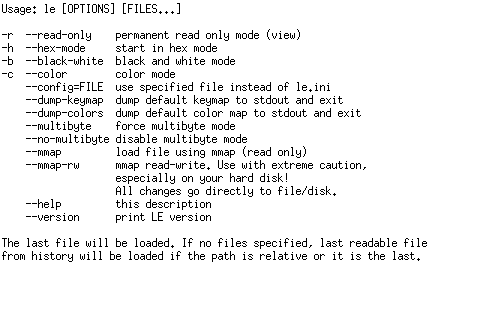 Usage: le [OPTIONS] [FILES...]

-r  --read-only    permanent read only mode (view)
-h  --hex-mode     start in hex mode
-b  --black-white  black and white mode
-c  --color        color mode
    --config=FILE  use specified file instead of le.ini
    --dump-keymap  dump default keymap to stdout and exit
    --dump-colors  dump default color map to stdout and exit
    --multibyte    force multibyte mode
    --no-multibyte disable multibyte mode
    --mmap         load file using mmap (read only)
    --mmap-rw      mmap read-write. Use with extreme caution,
                   especially on your hard disk!
                   All changes go directly to file/disk.
    --help         this description
    --version      print LE version

The last file will be loaded. If no files specified, last readable file
from history will be loaded if the path is relative or it is the last.